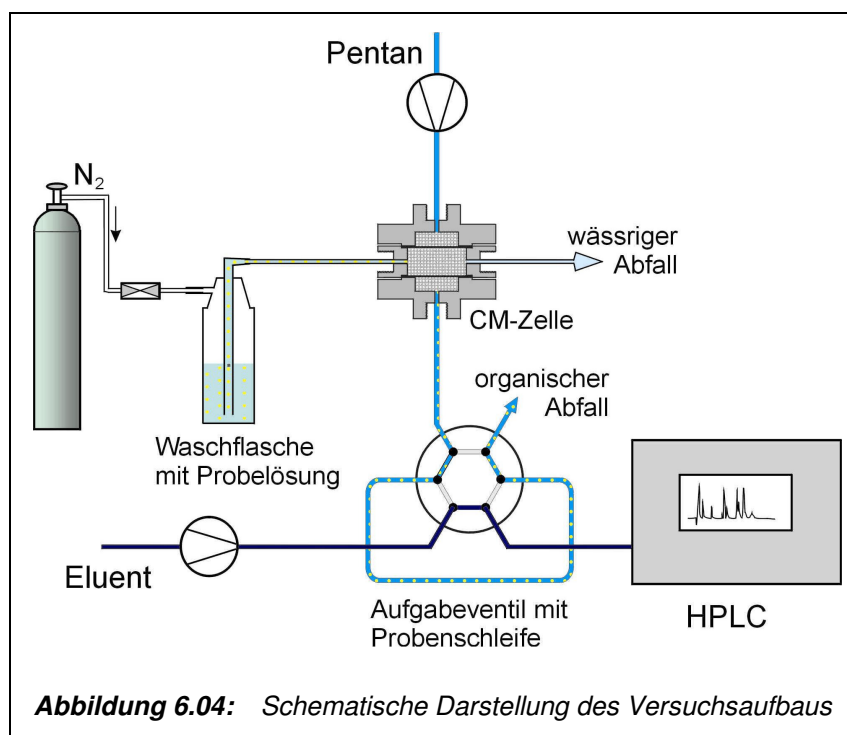 Pentan
N2
wässriger
Abfall
CM-Zelle
organischer
Abfall
Waschflasche
mit Probelösung
Eluent
Aufgabeventil mit
Probenschleife
HPLC
Abbildung 6.04: Schematische Darstellung des Versuchsaufbaus